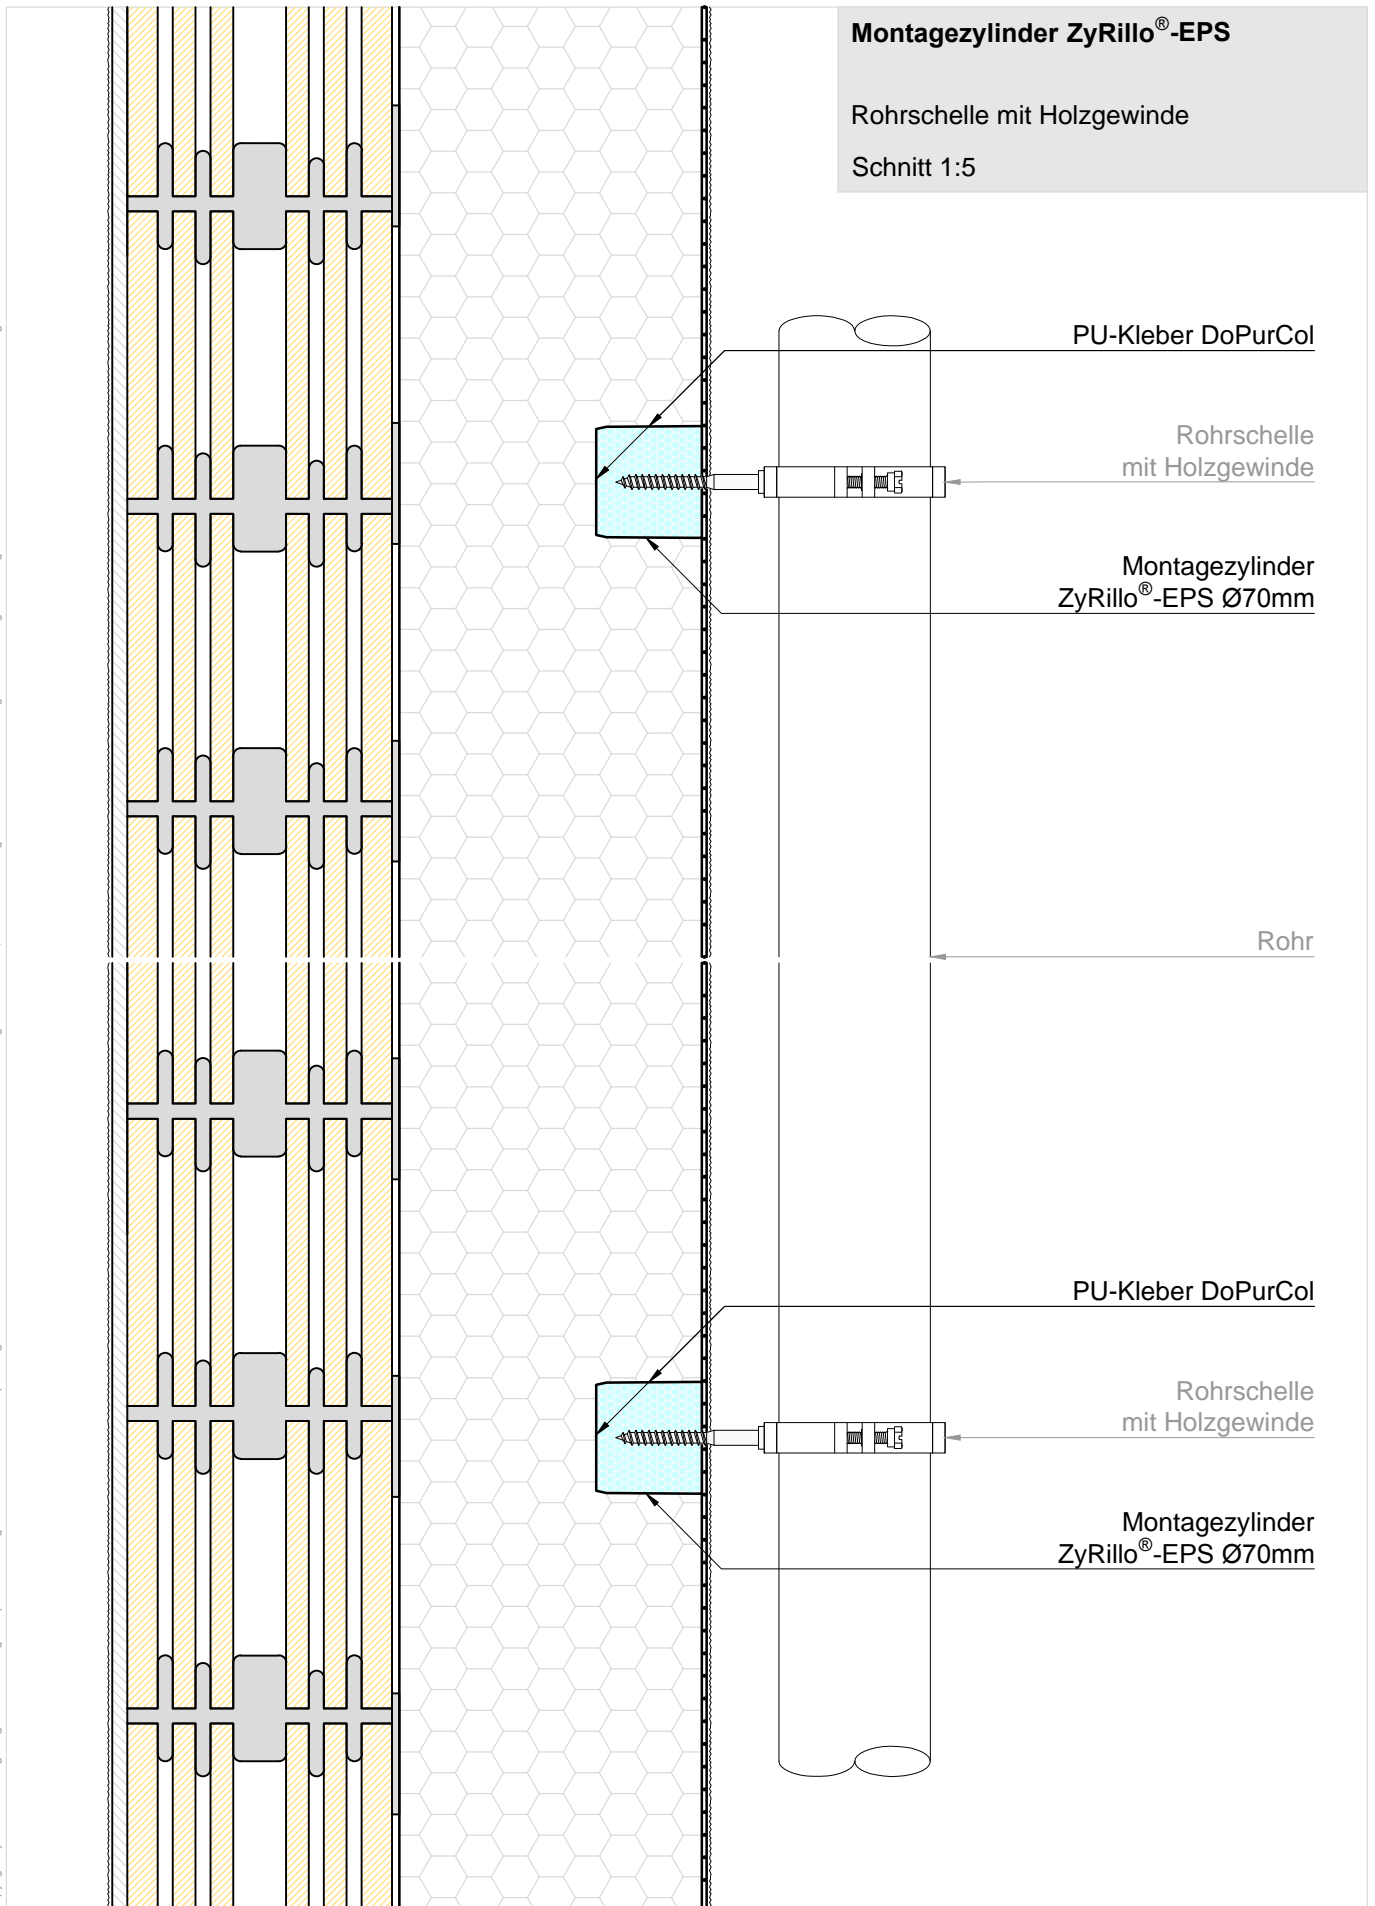 Montagezylinder ZyRillo®-EPS
Rohrschelle mit Holzgewinde
Schnitt 1:5
PU-Kleber DoPurCol
Rohrschelle
mit Holzgewinde
Montagezylinder
ZyRillo®-EPS Ø70mm
Rohr
PU-Kleber DoPurCol
Rohrschelle
mit Holzgewinde
Montagezylinder
ZyRillo®-EPS Ø70mm